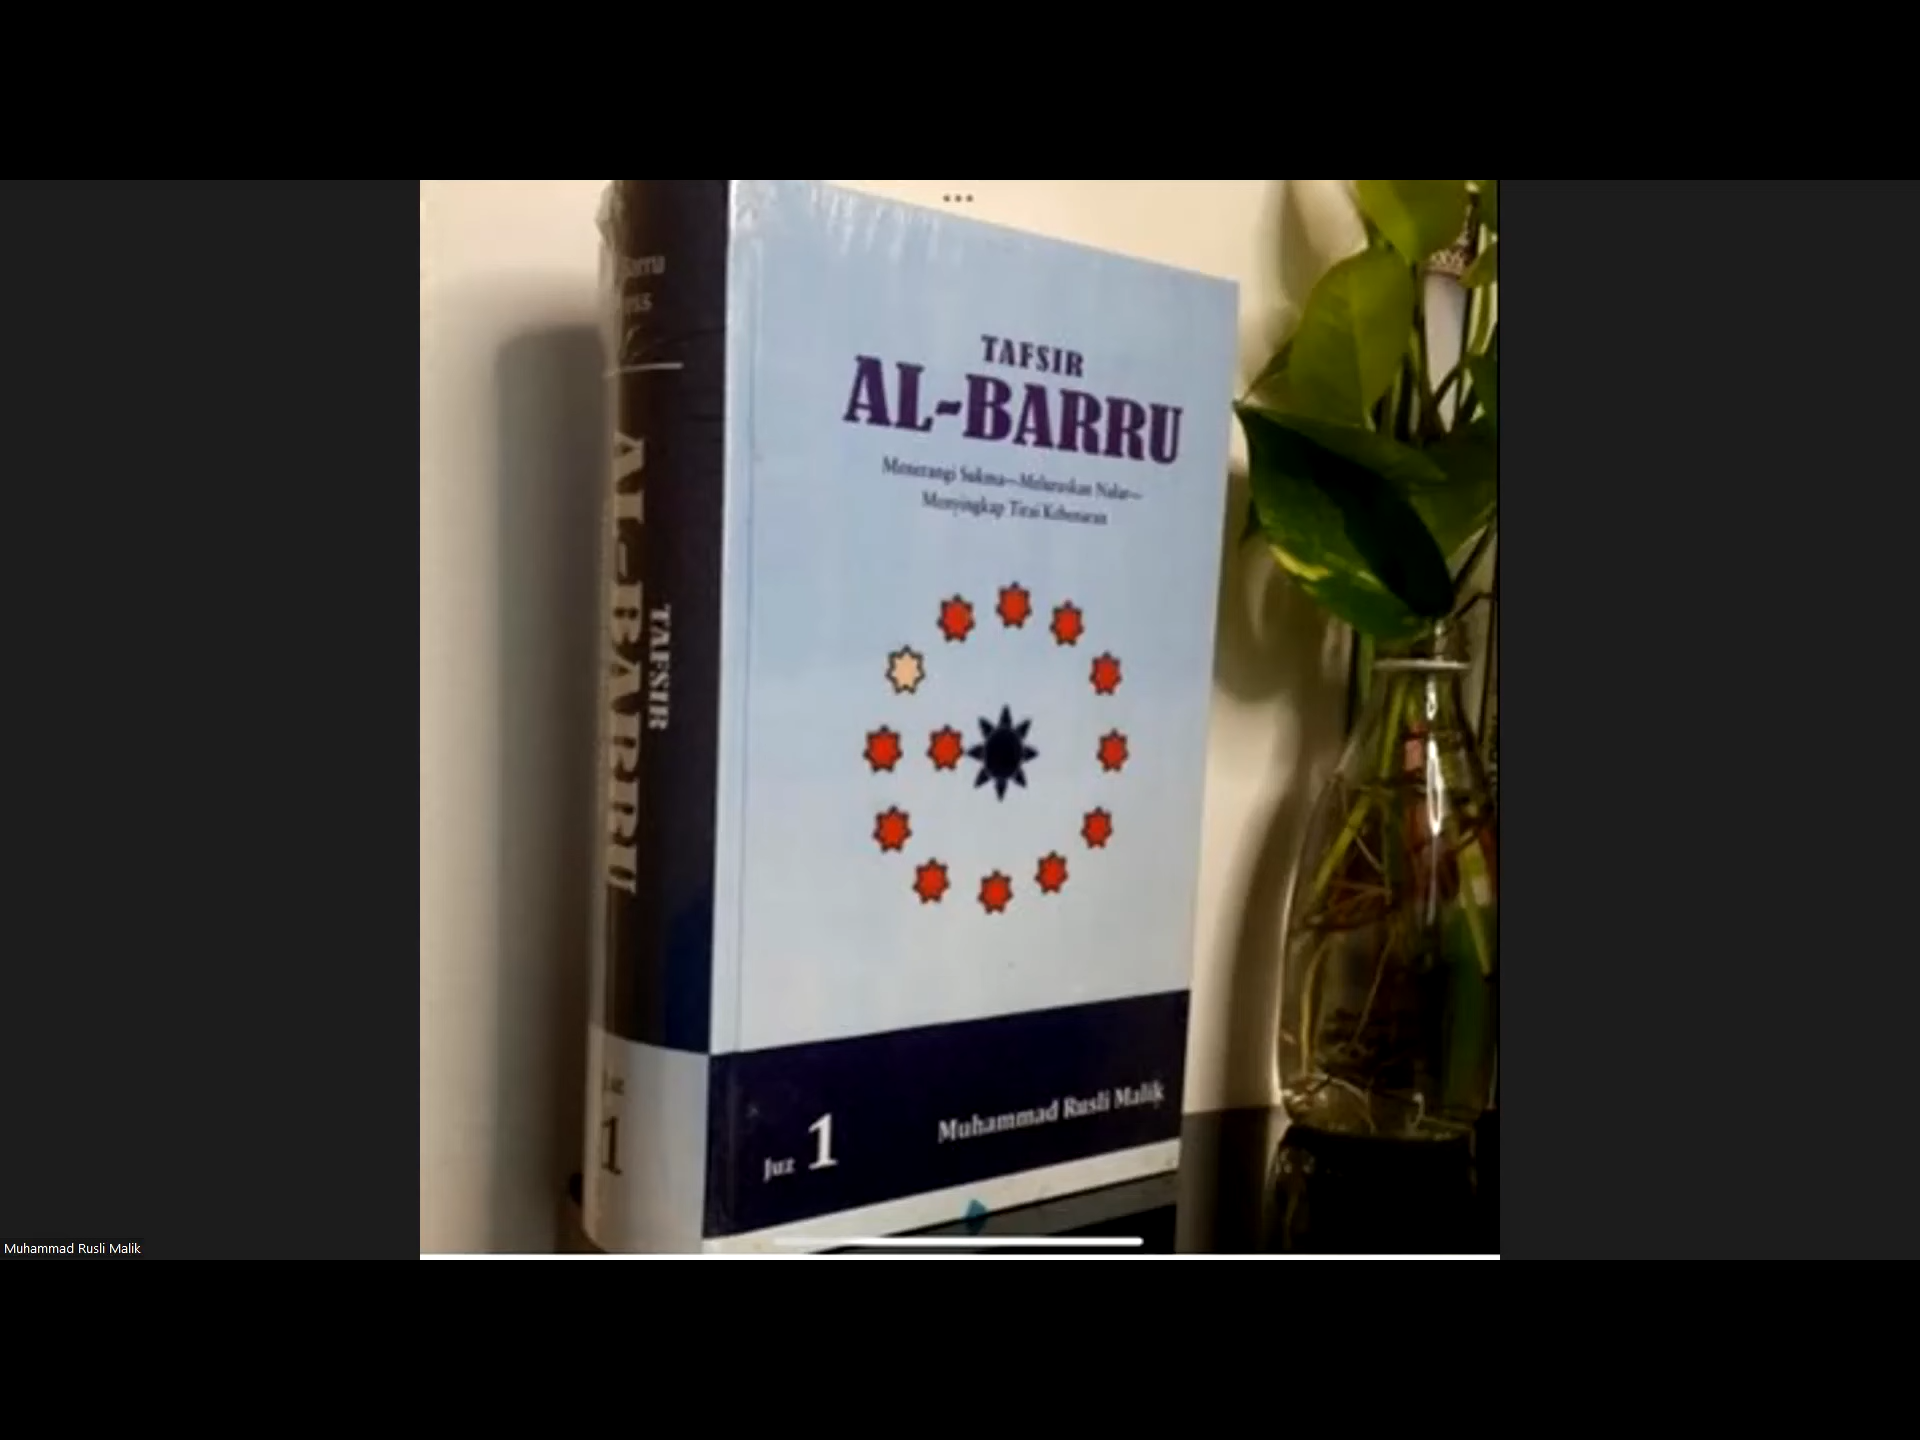 TAFSIR
AL-BARRU
Menerangi Sukma—Meluruskan Nalar—
Menyingkap Tirai Kebenaran
Juz 1
Muhammad Rusli Malik
TAFSIR
AL-BARRU
1
Muhammad Rusli Malik